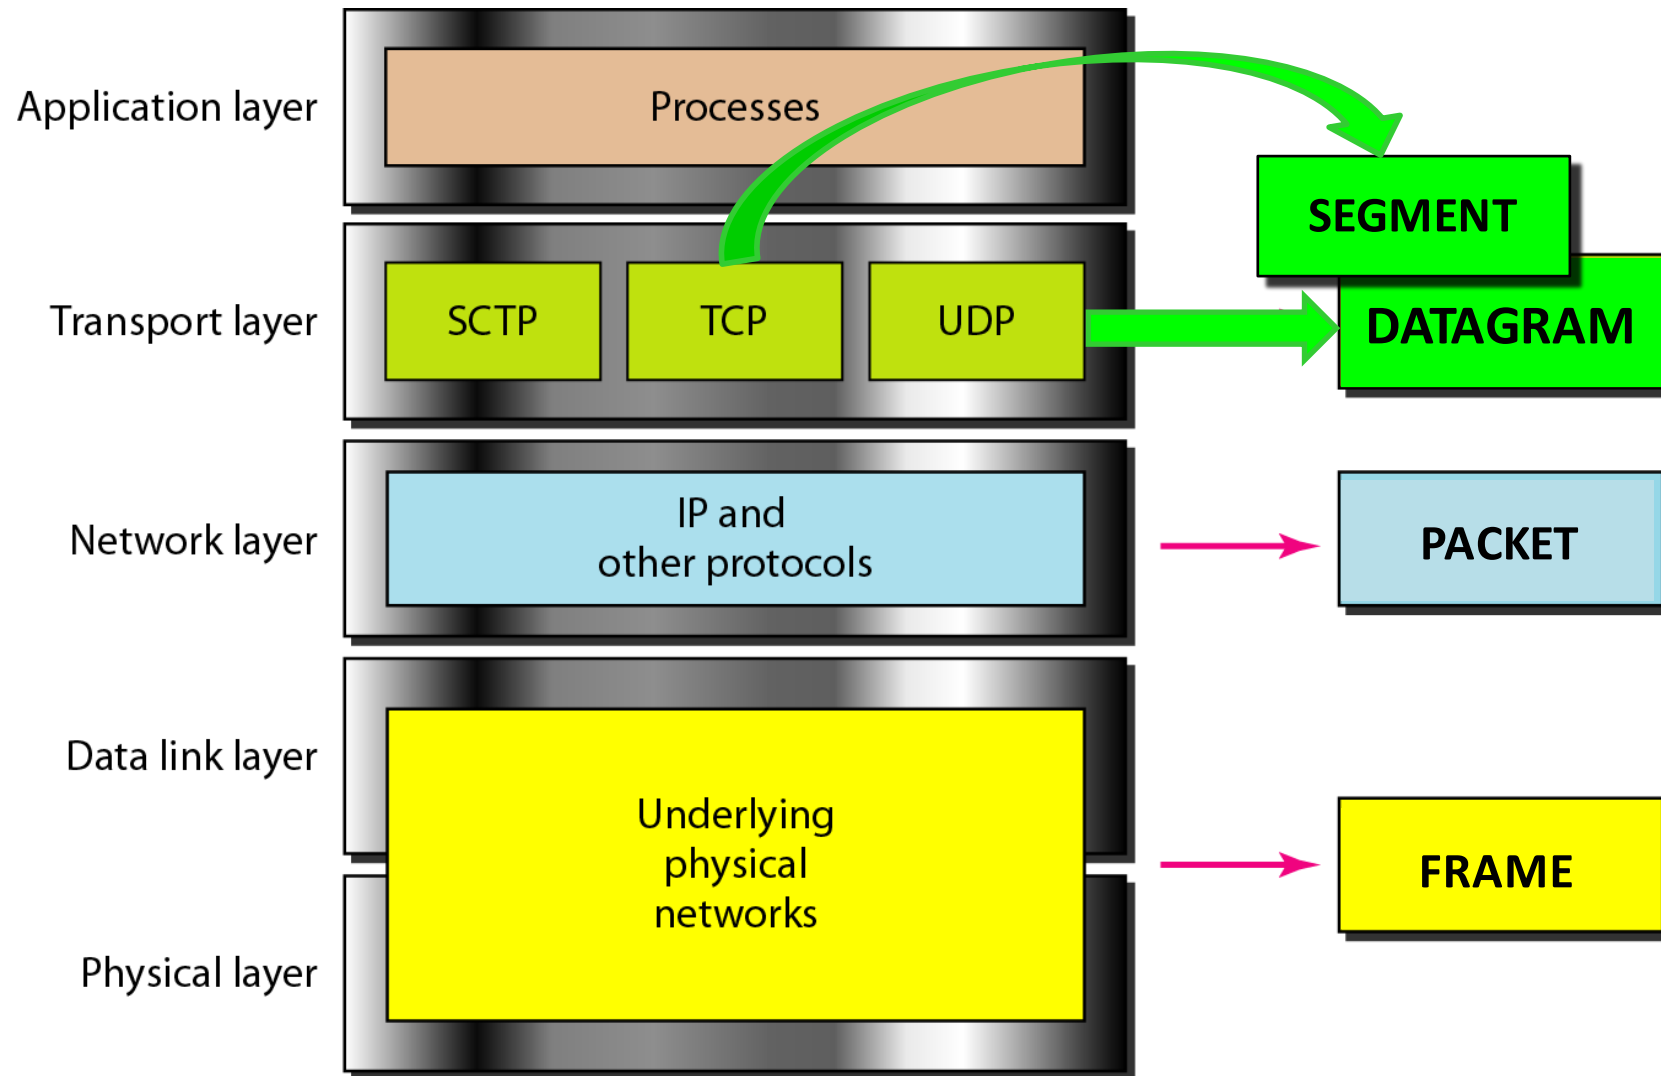 Application layer
Processes
SEGMENT
Transport layer
SCTP
TCP
UDP
DATAGRAM
Network layer
IP and
other protocols
PACKET
Data link layer
Underlying
physical
networks
FRAME
Physical layer